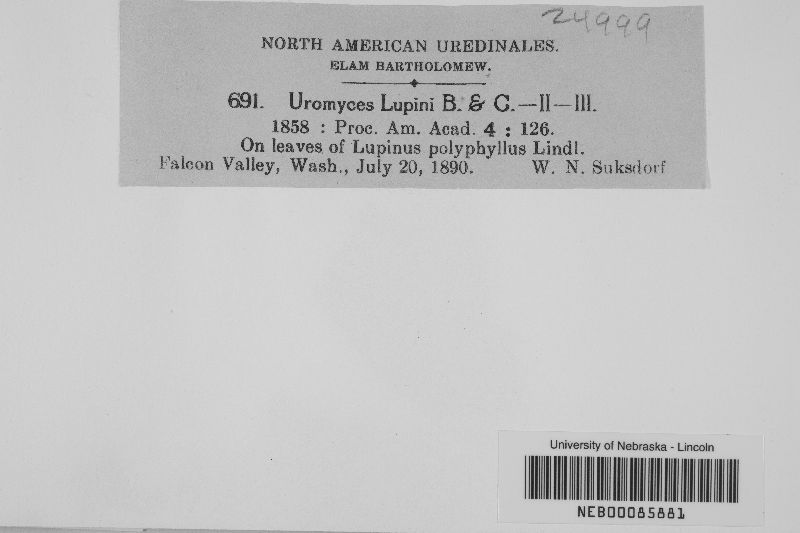 24999
NORTH AMERICAN UREDINALES.
ELAM BARTHOLOMEW.
691. Uromyces Lupini B. & C.—II—III.
1858 : Proc. Am. Acad. 4 : 126.
On leaves of Lupinus polyphyllus Lindl.
Falcon Valley, Wash., July 20, 1890. W. N. Suksdorf
University of Nebraska - Lincoln
NEB00085881